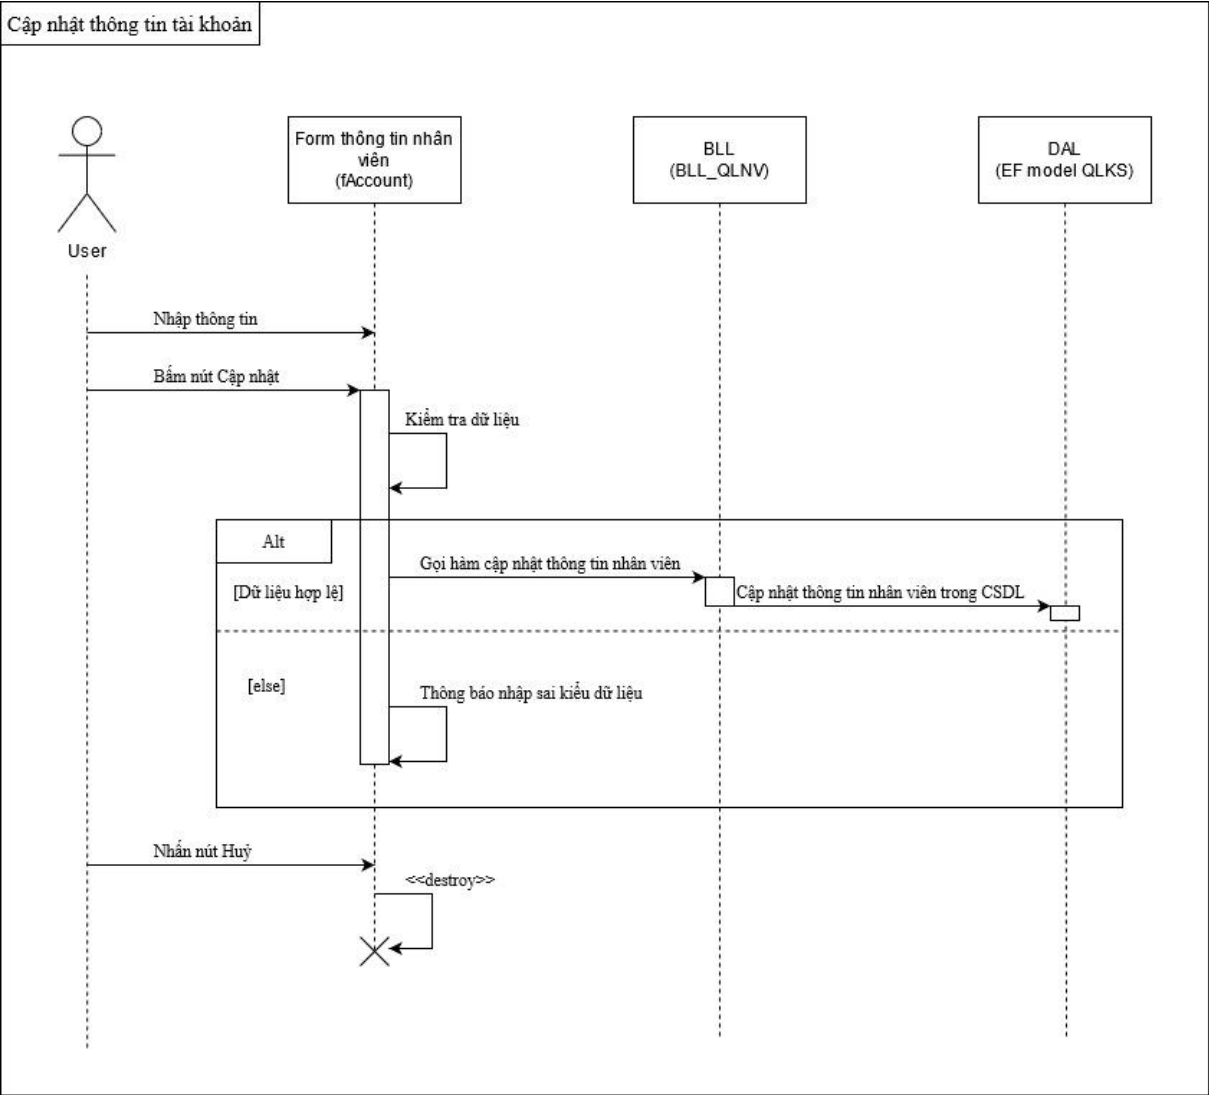 Cập nhật thông tin tài khoản
Form thông tin nhân
viên
(fAccount)
BLL
(BLL_QLNV)
DAL
(EF model QLKS)
User
Nhập thông tin
Bấm nút Cập nhật
Kiểm tra dữ liệu
Alt
Gọi hàm cập nhật thông tin nhân viên
[Dữ liệu hợp lệ]
Cập nhật thông tin nhân viên trong CSDL
[else]
Thông báo nhập sai kiểu dữ liệu
Nhấn nút Huỷ
<<destroy>>